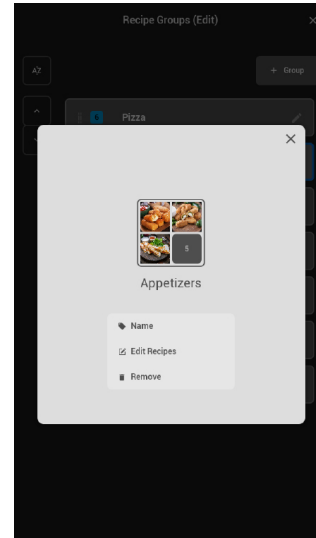 Recipe Groups (Edit)
AZ
+ Group
Pizza
5
Appetizers
Name
Edit Recipes
Remove